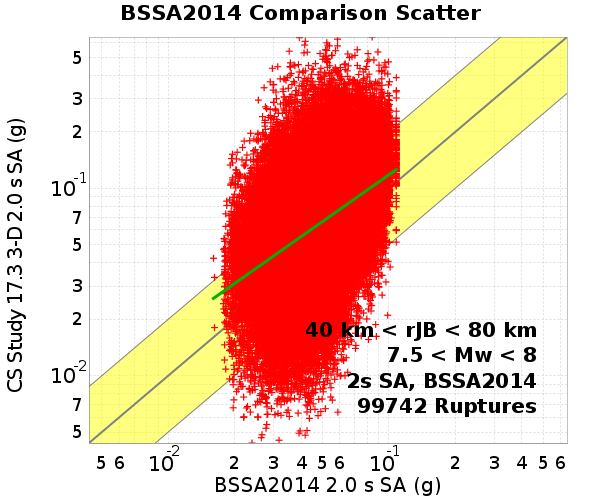 BSSA2014 Comparison Scatter
CS Study 17.3 3-D 2.0 s SA (g)
5
3
2
10-1
7
5
3
2
10-2
7
5
40 km < rJB < 80 km
7.5 < Mw < 8
2s SA, BSSA2014
99742 Ruptures
5 6 10-2 2 3 4 5 6 10-1 2 3 4 5 6
BSSA2014 2.0 s SA (g)